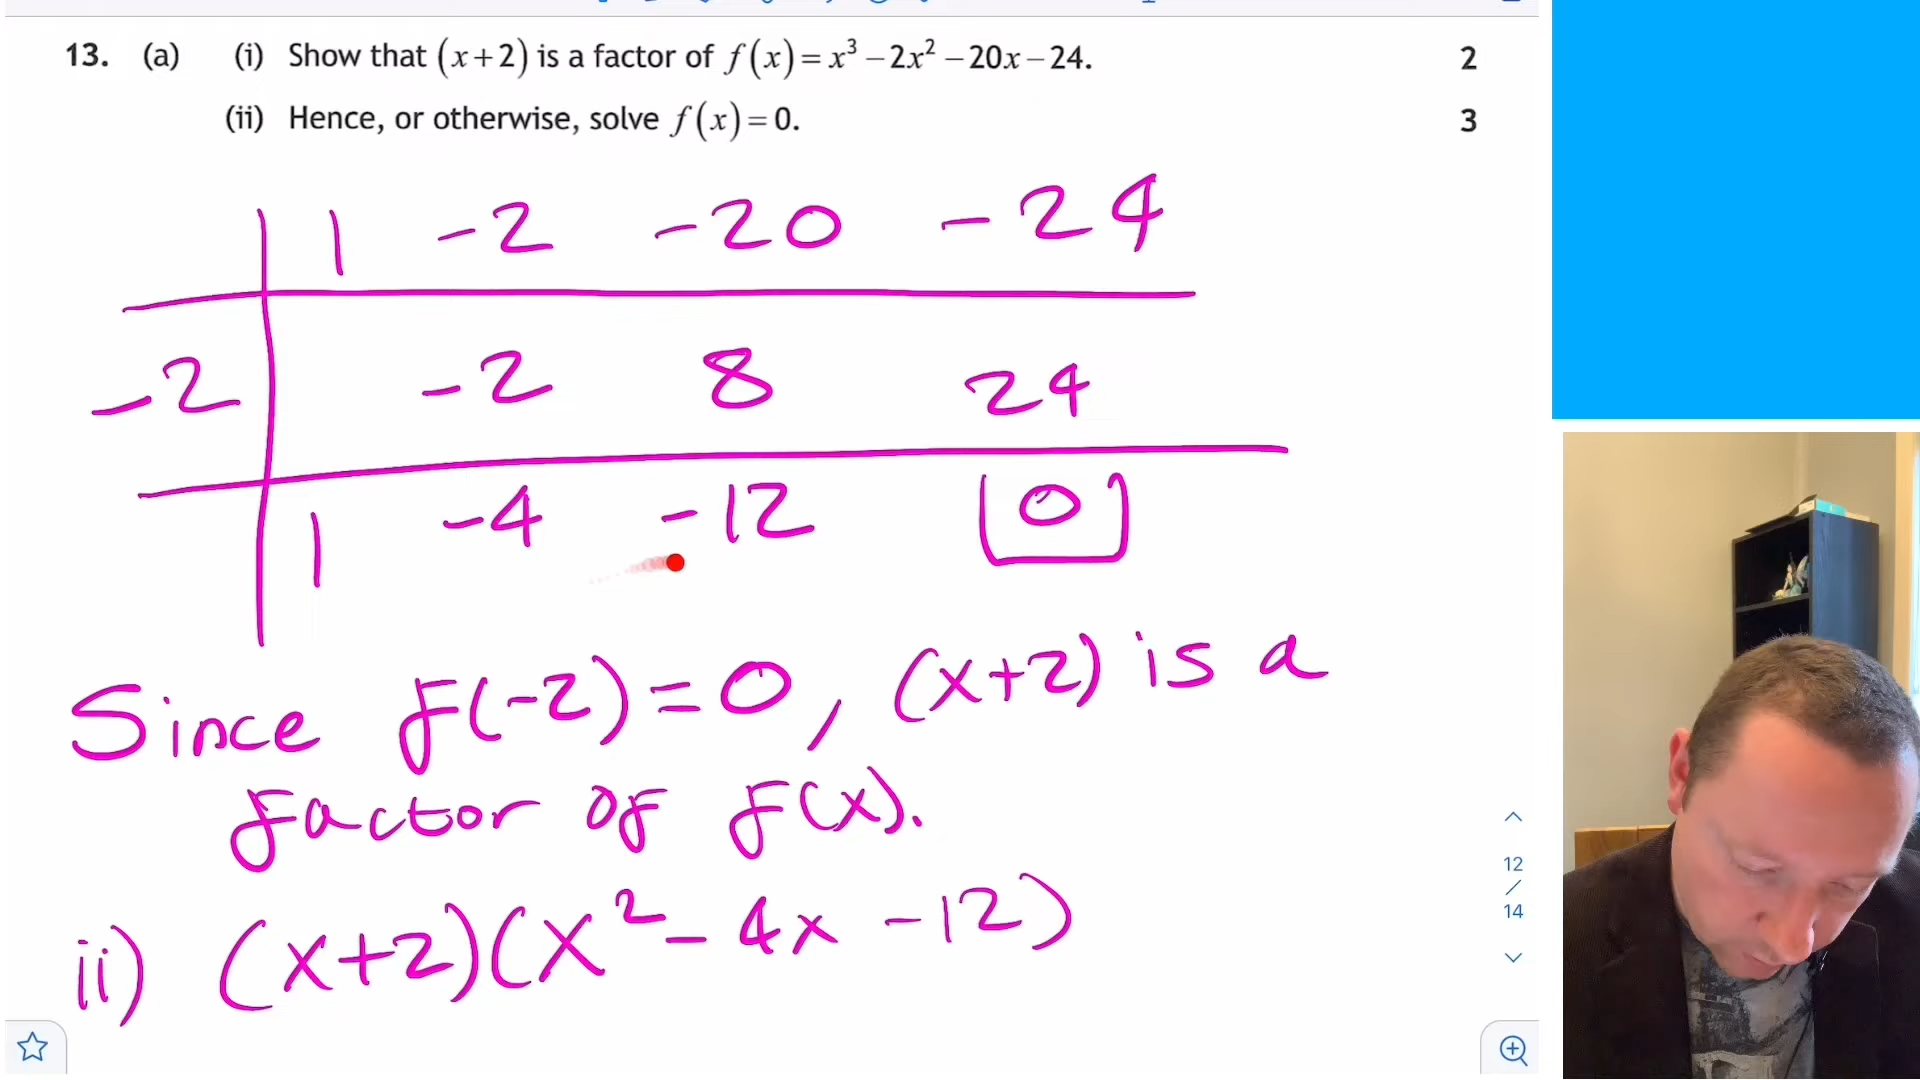 13. (a) (i) Show that (x+2) is a factor of f(x)=x³−2x²−20x−24. 2
(ii) Hence, or otherwise, solve f(x)=0. 3
1 -2 -20 -24
-2 -2 8 24
1 -4 -12 0
Since f(-2)=0, (x+2) is a
factor of f(x).
ii) (x+2)(x²-4x-12)
12
/
14